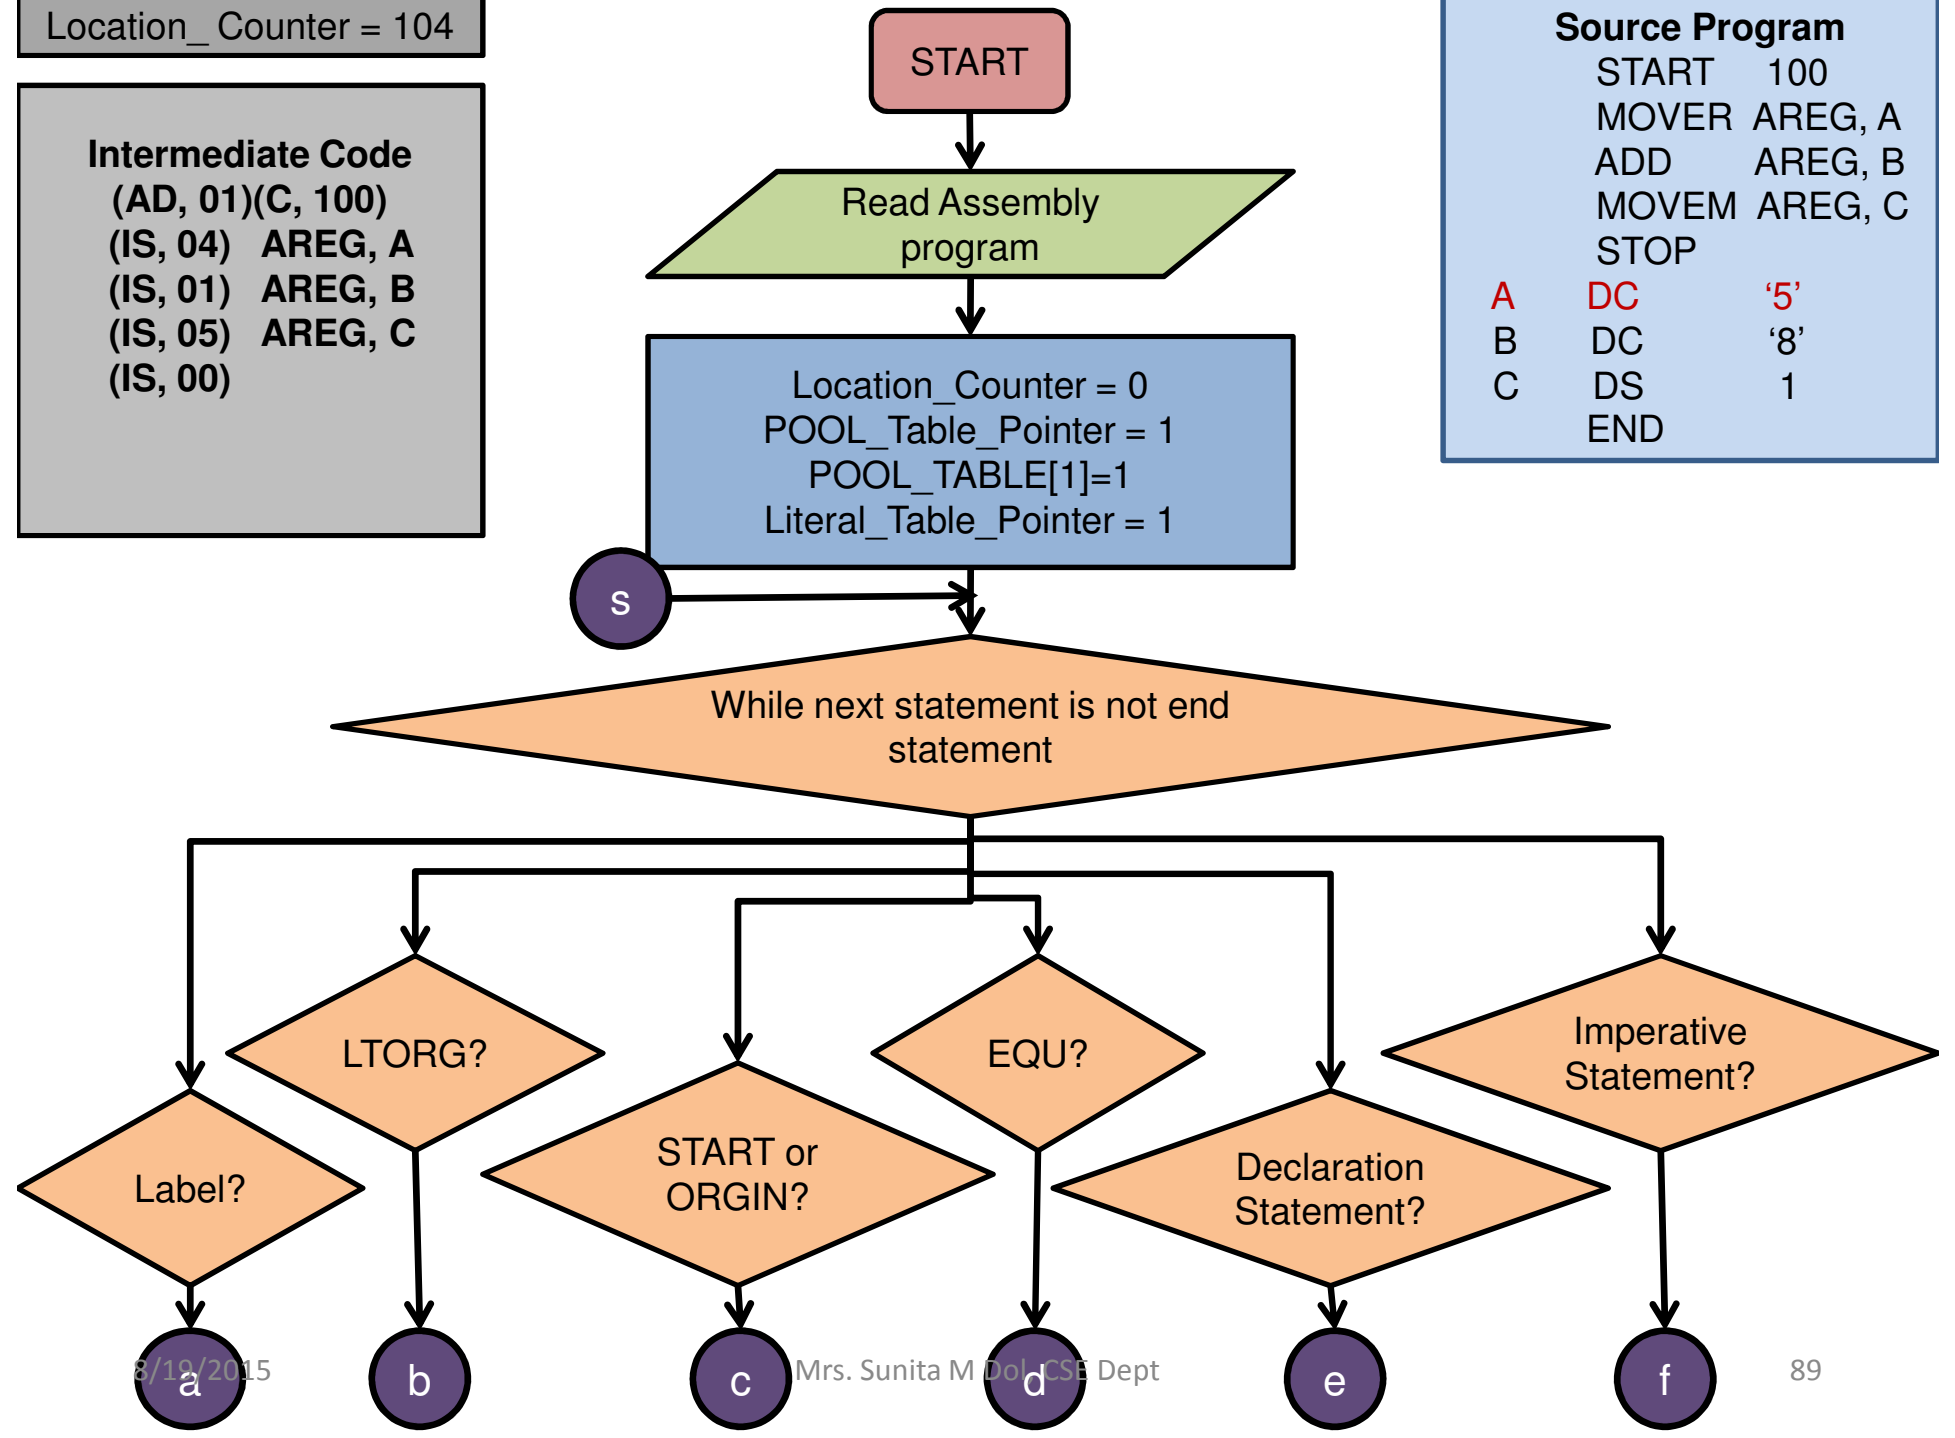 Location_ Counter = 104
Intermediate Code
(AD, 01)(C, 100)
(IS, 04) AREG, A
(IS, 01) AREG, B
(IS, 05) AREG, C
(IS, 00)
START
Read Assembly
program
Location_Counter = 0
POOL_Table_Pointer = 1
POOL_TABLE[1]=1
Literal_Table_Pointer = 1
Source Program
START 100
MOVER AREG, A
ADD AREG, B
MOVEM AREG, C
STOP
A DC ‘5’
B DC ‘8’
C DS 1
END
s
While next statement is not end
statement
Label?
LTORG?
START or
ORGIN?
EQU?
Declaration
Statement?
Imperative
Statement?
a
b
c
d
e
f
8/19/2015
Mrs. Sunita M Dol, CSE Dept
89